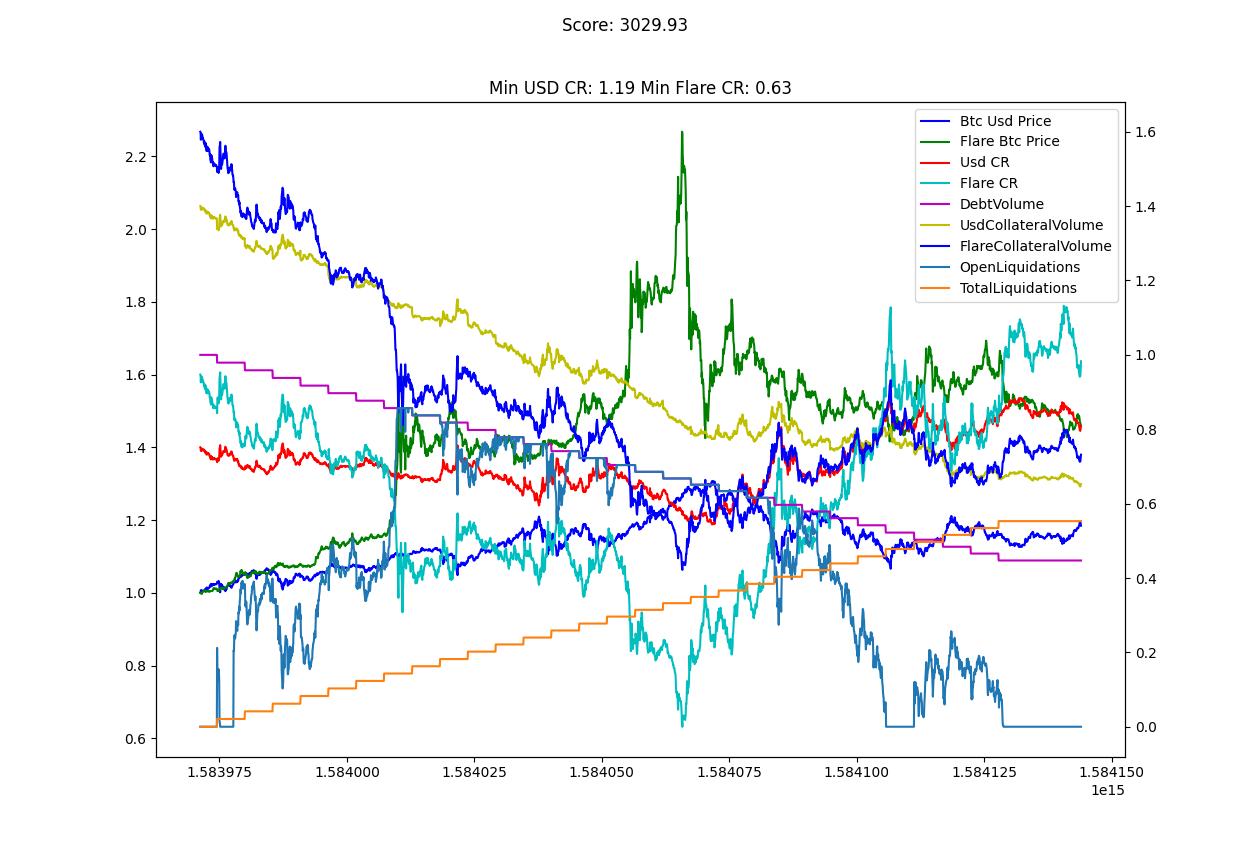 Score: 3029.93
Min USD CR: 1.19 Min Flare CR: 0.63
Btc Usd Price
Flare Btc Price
Usd CR
Flare CR
DebtVolume
UsdCollateralVolume
FlareCollateralVolume
OpenLiquidations
TotalLiquidations
2.2
2.0
1.8
1.6
1.4
1.2
1.0
0.8
0.6
1.6
1.4
1.2
1.0
0.8
0.6
0.4
0.2
0.0
1.583975
1.584000
1.584025
1.584050
1.584075
1.584100
1.584125
1.584150
1e15